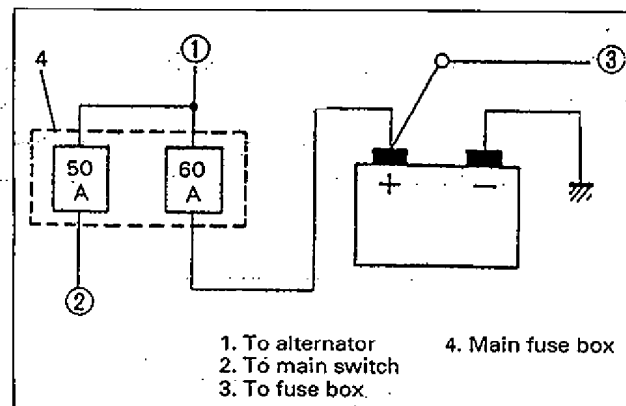 1
4
3
50
A
60
A
+
−
2
1. To alternator
2. To main switch
3. To fuse box
4. Main fuse box